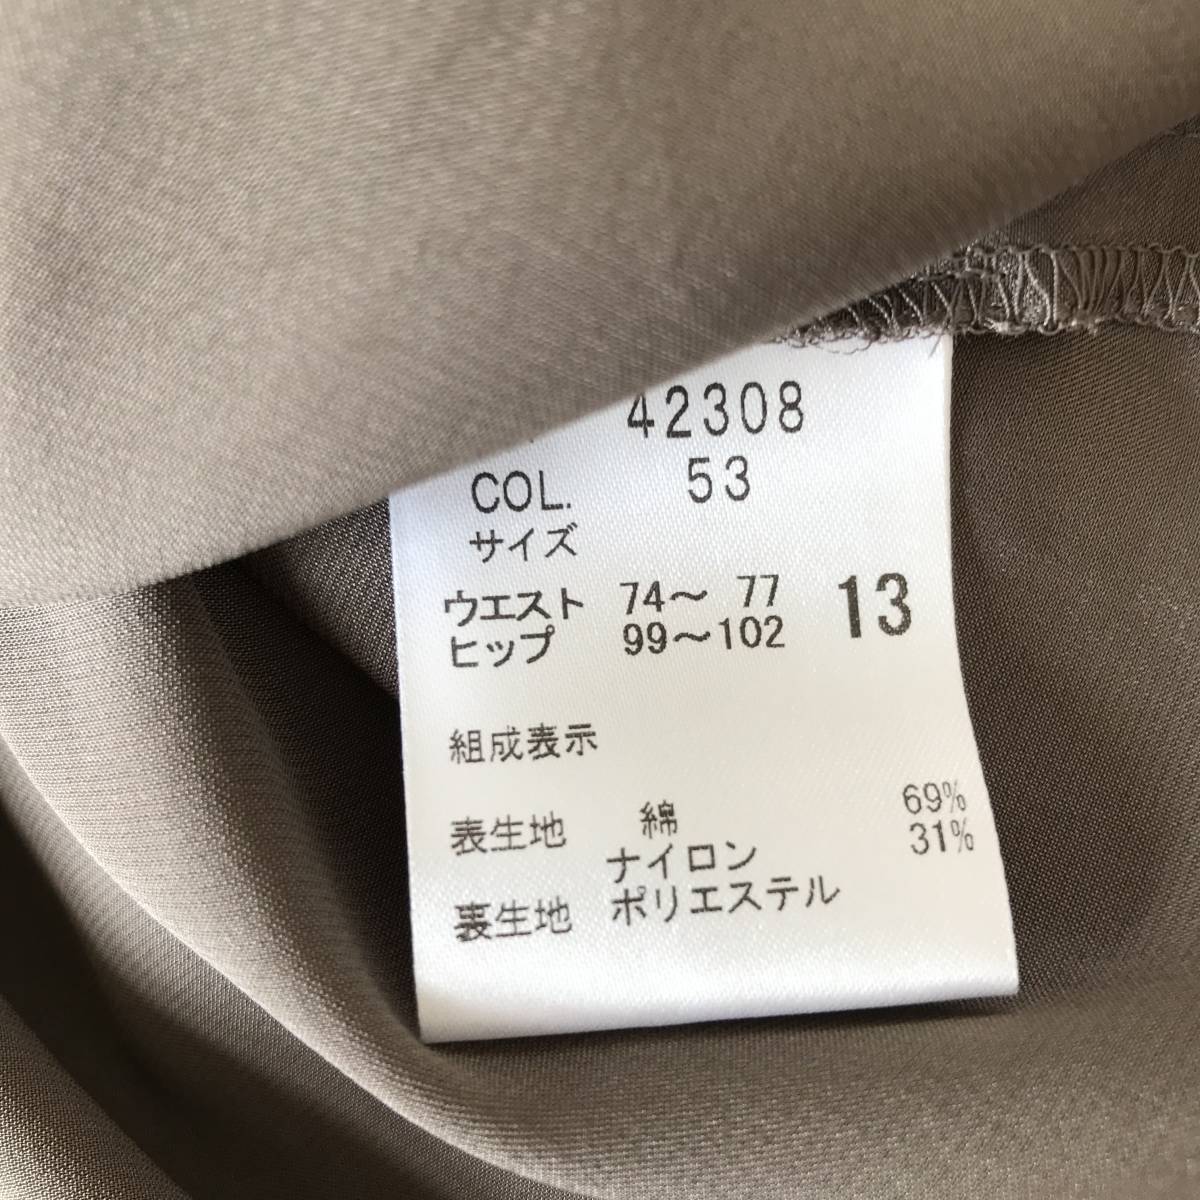 42308
COL. 53
サイズ
ウエスト 74～ 77 13
ヒップ 99～102
組成表示
表生地 綿 69%
ナイロン 31%
裏生地 ポリエステル